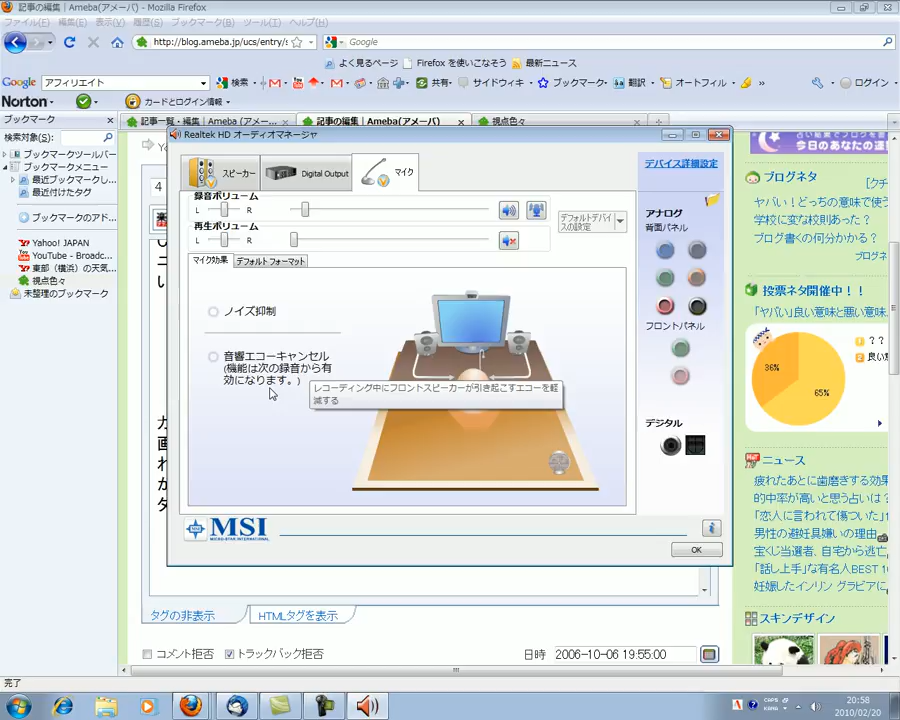 記事の編集 | Ameba(アメーバ) - Mozilla Firefox
ファイル(F) 編集(E) 表示(V) 履歴(S) ブックマーク(B) ツール(T) ヘルプ(H)
http://blog.ameba.jp/ucs/entry/s
Google
よく見るページ Firefox を使いこなそう 最新ニュース
Google アフィリエイト 検索 共有 サイドウィキ ブックマーク 翻訳 オートフィル ログイン
Norton カードとログイン情報
ブックマーク
記事一覧・編集 | Ameba(アメー... 記事の編集 | Ameba(アメーバ) 視点色々
検索対象(S):
ブックマークツールバー
ブックマークメニュー
最近ブックマークし...
最近付けたタグ
ブックマークのアド...
Yahoo! JAPAN
YouTube - Broadc...
東部（横浜）の天気...
視点色々
未整理のブックマーク
Realtek HD オーディオマネージャ
スピーカー Digital Output マイク
デバイス詳細設定
録音ボリューム
L R
デフォルトデバイスの設定
再生ボリューム
L R
マイク効果 デフォルト フォーマット
ノイズ抑制
音響エコーキャンセル
(機能は次の録音から有
効になります。)
レコーディング中にフロントスピーカーが引き起こすエコーを軽
減する
アナログ
背面パネル
フロントパネル
デジタル
MSI
MICRO-STAR INTERNATIONAL
OK
今日のあなたの運勢
ブログネタ
[クチ
ヤバい！どっちの意味で使う
学校に変な校則あった？
ブログ書くの何分かかる？
ブログネ
投票ネタ開催中！！
「ヤバい」良い意味と悪い意味
36%
65%
？？
良い
ニュース
疲れたあとに歯磨きする効果
的中率が高いと思う占いは？
「恋人に言われて傷ついた」
男性の避妊具嫌いの理由
宝くじ当選者、自宅から逃亡
「話し上手」な有名人BEST 10
妊娠したインリン グラビアに
スキンデザイン
タグの非表示 HTMLタグを表示
コメント拒否 トラックバック拒否 日時 2006-10-06 19:55:00
完了
A CAPS KANA
20:58
2010/02/20